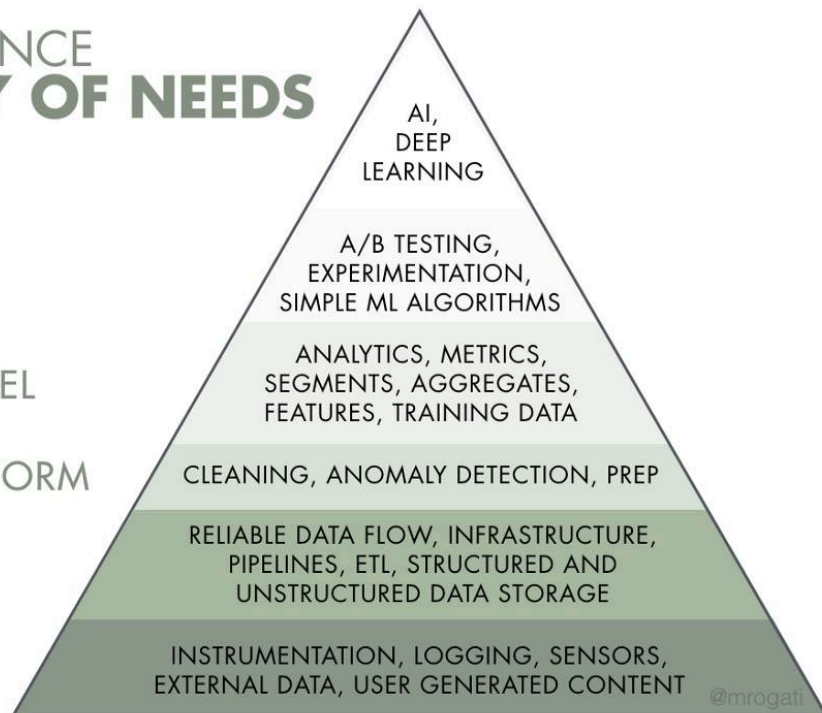 NCE
Y OF NEEDS
AI,
DEEP
LEARNING
A/B TESTING,
EXPERIMENTATION,
SIMPLE ML ALGORITHMS
EL
ANALYTICS, METRICS,
SEGMENTS, AGGREGATES,
FEATURES, TRAINING DATA
ORM
CLEANING, ANOMALY DETECTION, PREP
RELIABLE DATA FLOW, INFRASTRUCTURE,
PIPELINES, ETL, STRUCTURED AND
UNSTRUCTURED DATA STORAGE
INSTRUMENTATION, LOGGING, SENSORS,
EXTERNAL DATA, USER GENERATED CONTENT
@mrogati